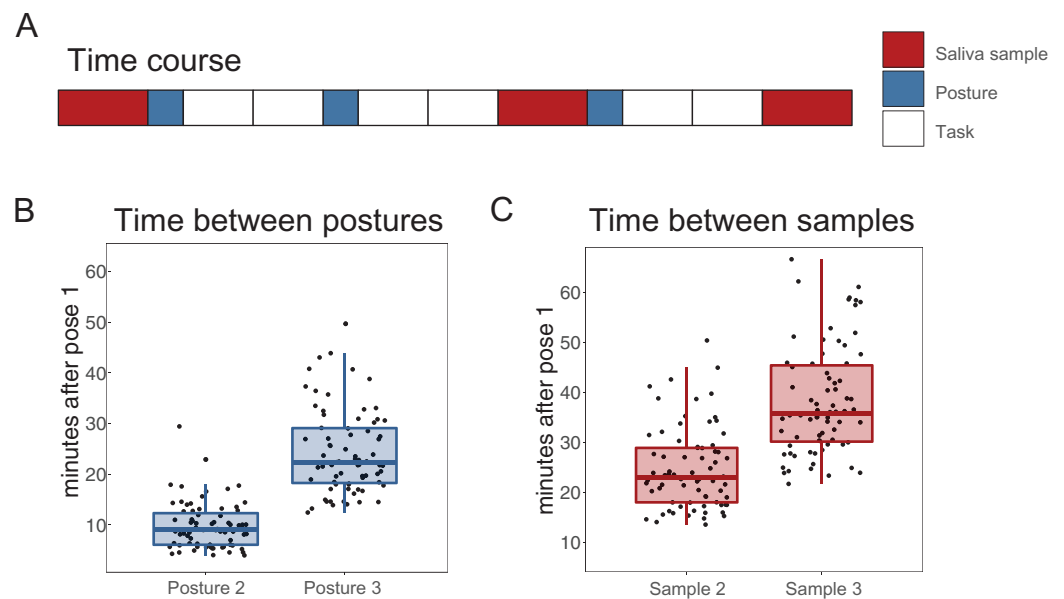 A
Time course
Saliva sample
Posture
Task
B
Time between postures
minutes after pose 1
60
50
40
30
20
10
Posture 2
Posture 3
C
Time between samples
minutes after pose 1
60
50
40
30
20
10
Sample 2
Sample 3